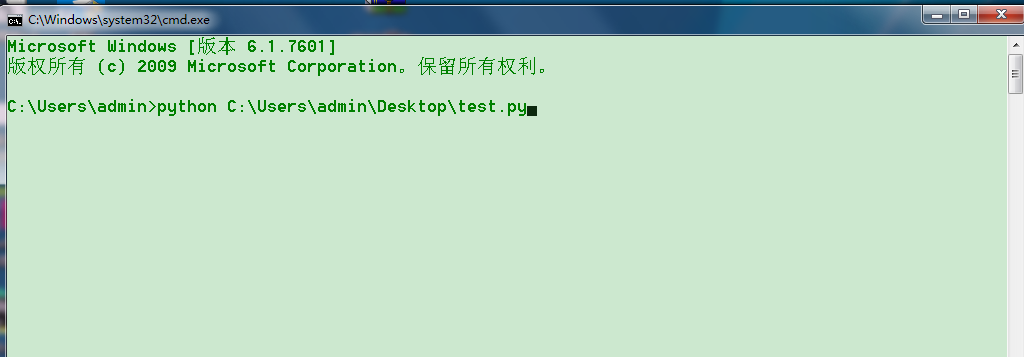 C:\Windows\system32\cmd.exe
Microsoft Windows [版本 6.1.7601]
版权所有 (c) 2009 Microsoft Corporation。保留所有权利。
C:\Users\admin>python C:\Users\admin\Desktop\test.py